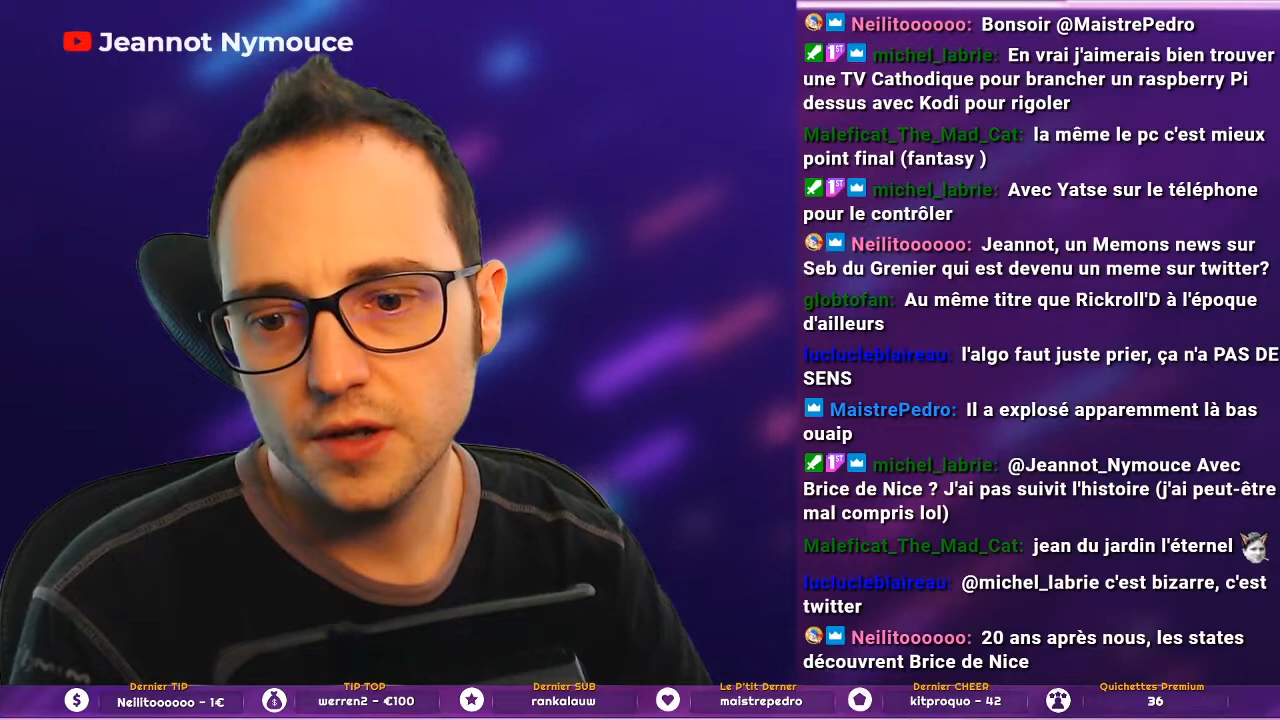 Jeannot Nymouce
Neilitoooooo: Bonsoir @MaistrePedro
michel_labrie: En vrai j'aimerais bien trouver
une TV Cathodique pour brancher un raspberry Pi
dessus avec Kodi pour rigoler
Maleficat_The_Mad_Cat: la même le pc c'est mieux
point final (fantasy )
michel_labrie: Avec Yatse sur le téléphone
pour le contrôler
Neilitoooooo: Jeannot, un Memons news sur
Seb du Grenier qui est devenu un meme sur twitter?
globtofan: Au même titre que Rickroll'D à l'époque
d'ailleurs
luclucleblaireau: l'algo faut juste prier, ça n'a PAS DE
SENS
MaistrePedro: Il a explosé apparemment là bas
ouaip
michel_labrie: @Jeannot_Nymouce Avec
Brice de Nice ? J'ai pas suivit l'histoire (j'ai peut-être
mal compris lol)
Maleficat_The_Mad_Cat: jean du jardin l'éternel
luclucleblaireau: @michel_labrie c'est bizarre, c'est
twitter
Neilitoooooo: 20 ans après nous, les states
découvrent Brice de Nice
Dernier TIP
Neilitoooooo - 1€
TIP TOP
werren2 - €100
Dernier SUB
rankalauw
Le P'tit Derner
maistrepedro
Dernier CHEER
kitproquo - 42
Quichettes Premium
36